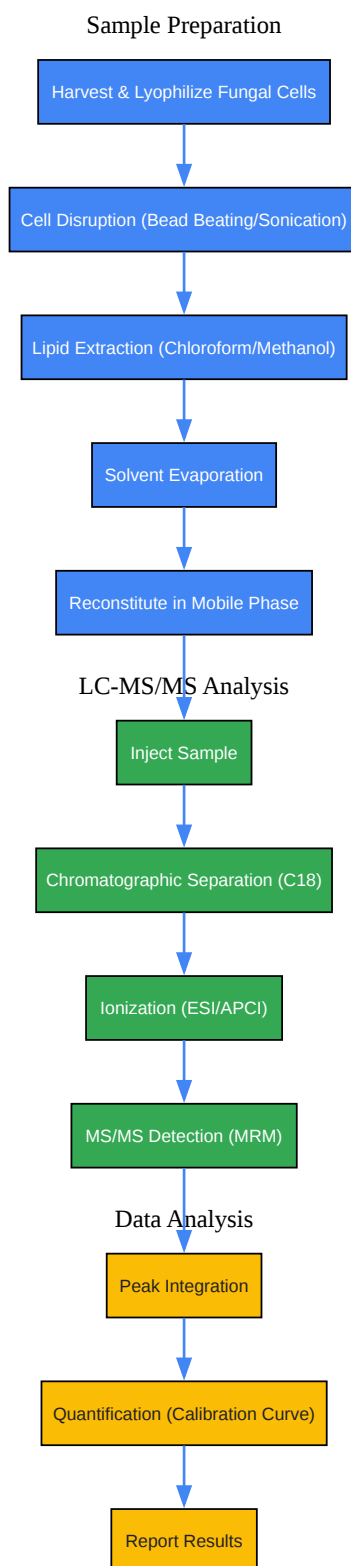 Sample Preparation
Harvest & Lyophilize Fungal Cells
Cell Disruption (Bead Beating/Sonication)
Lipid Extraction (Chloroform/Methanol)
Solvent Evaporation
Reconstitute in Mobile Phase
LC-MS/MS Analysis
Inject Sample
Chromatographic Separation (C18)
Ionization (ESI/APCI)
MS/MS Detection (MRM)
Data Analysis
Peak Integration
Quantification (Calibration Curve)
Report Results